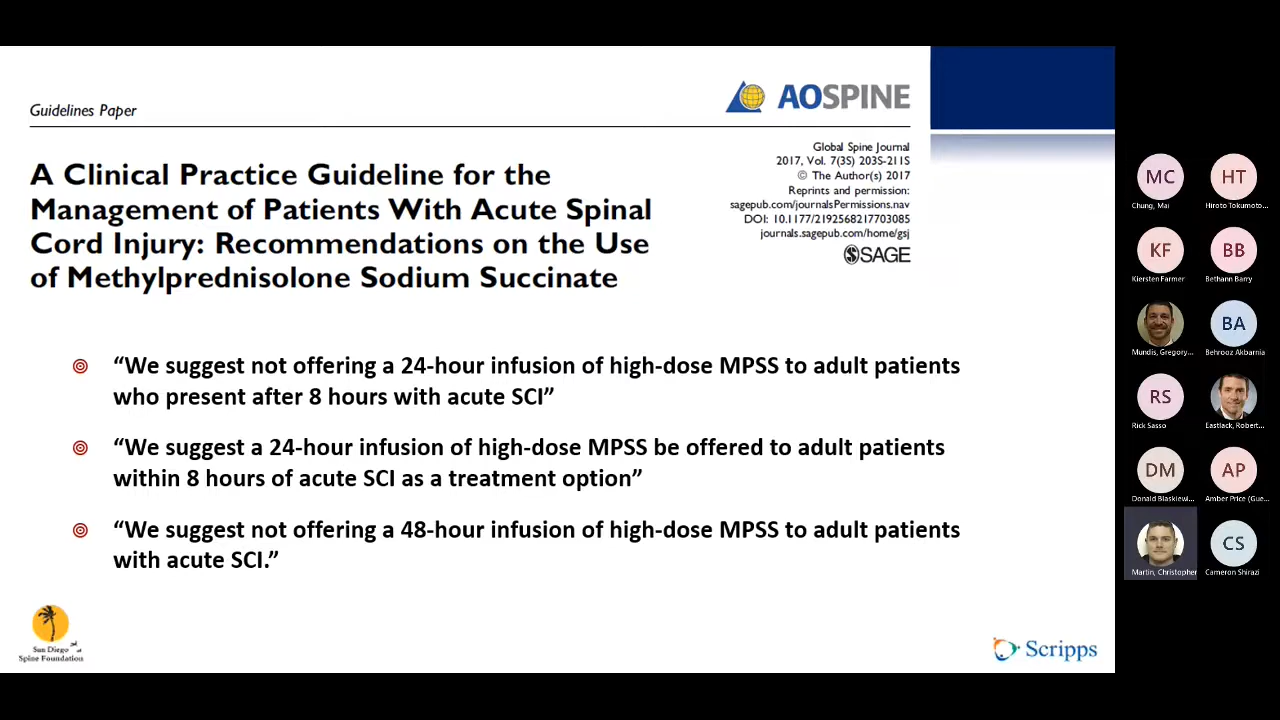 Guidelines Paper
AOSPINE
A Clinical Practice Guideline for the
Management of Patients With Acute Spinal
Cord Injury: Recommendations on the Use
of Methylprednisolone Sodium Succinate
Global Spine Journal
2017, Vol. 7(3S) 203S-211S
© The Author(s) 2017
Reprints and permission:
sagepub.com/journalsPermissions.nav
DOI: 10.1177/2192568217703085
journals.sagepub.com/home/gsj
SAGE
“We suggest not offering a 24-hour infusion of high-dose MPSS to adult patients
who present after 8 hours with acute SCI”
“We suggest a 24-hour infusion of high-dose MPSS be offered to adult patients
within 8 hours of acute SCI as a treatment option”
“We suggest not offering a 48-hour infusion of high-dose MPSS to adult patients
with acute SCI.”
San Diego
Spine Foundation
Scripps
MC
HT
Chung, Mai
Hiroto Tokumoto...
KF
BB
Kiersten Farmer
Bethann Barry
BA
Mundis, Gregory...
Behrooz Akbarnia
RS
Rick Sasso
Eastlack, Robert...
DM
AP
Donald Blaskiewi...
Amber Price (Gue...
CS
Martin, Christopher
Cameron Shirazi